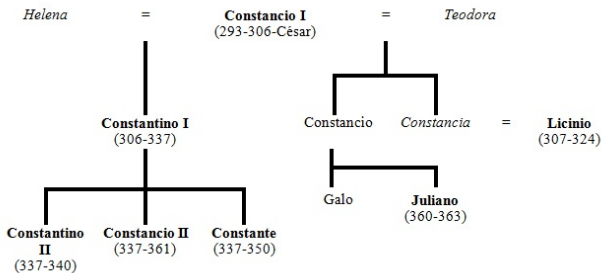 Helena = Constancio I = Teodora
(293-306-César)
Constantino I Constancio Constancia = Licinio
(306-337) (307-324)
Galo Juliano
(360-363)
Constantino Constancio II Constante
II (337-361) (337-350)
(337-340)